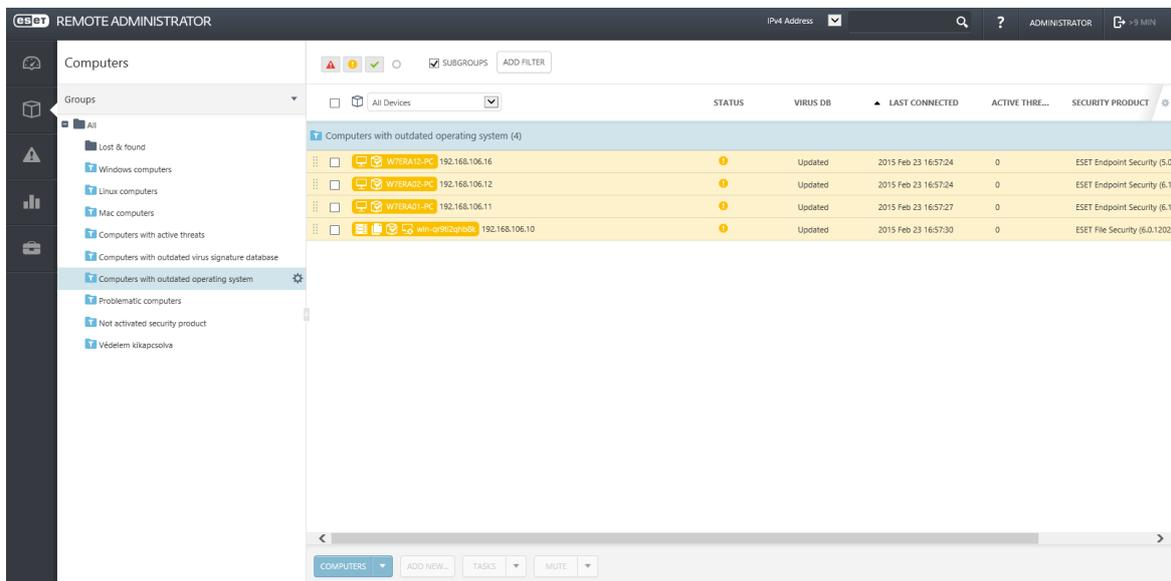 eset REMOTE ADMINISTRATOR
IPv4 Address
?
ADMINISTRATOR
>9 MIN
Computers
SUBGROUPS
ADD FILTER
Groups
All Devices
STATUS
VIRUS DB
LAST CONNECTED
ACTIVE THRE...
SECURITY PRODUCT
All
Lost & found
Windows computers
Linux computers
Mac computers
Computers with active threats
Computers with outdated virus signature database
Computers with outdated operating system
Problematic computers
Not activated security product
Védelem kikapcsolva
Computers with outdated operating system (4)
W7ERA12-PC 192.168.106.16 Updated 2015 Feb 23 16:57:24 0 ESET Endpoint Security (5.0
W7ERA02-PC 192.168.106.12 Updated 2015 Feb 23 16:57:24 0 ESET Endpoint Security (6.1
W7ERA01-PC 192.168.106.11 Updated 2015 Feb 23 16:57:27 0 ESET Endpoint Security (6.1
192.168.106.10 Updated 2015 Feb 23 16:57:30 0 ESET File Security (6.0.1202
COMPUTERS
ADD NEW...
TASKS
MUTE